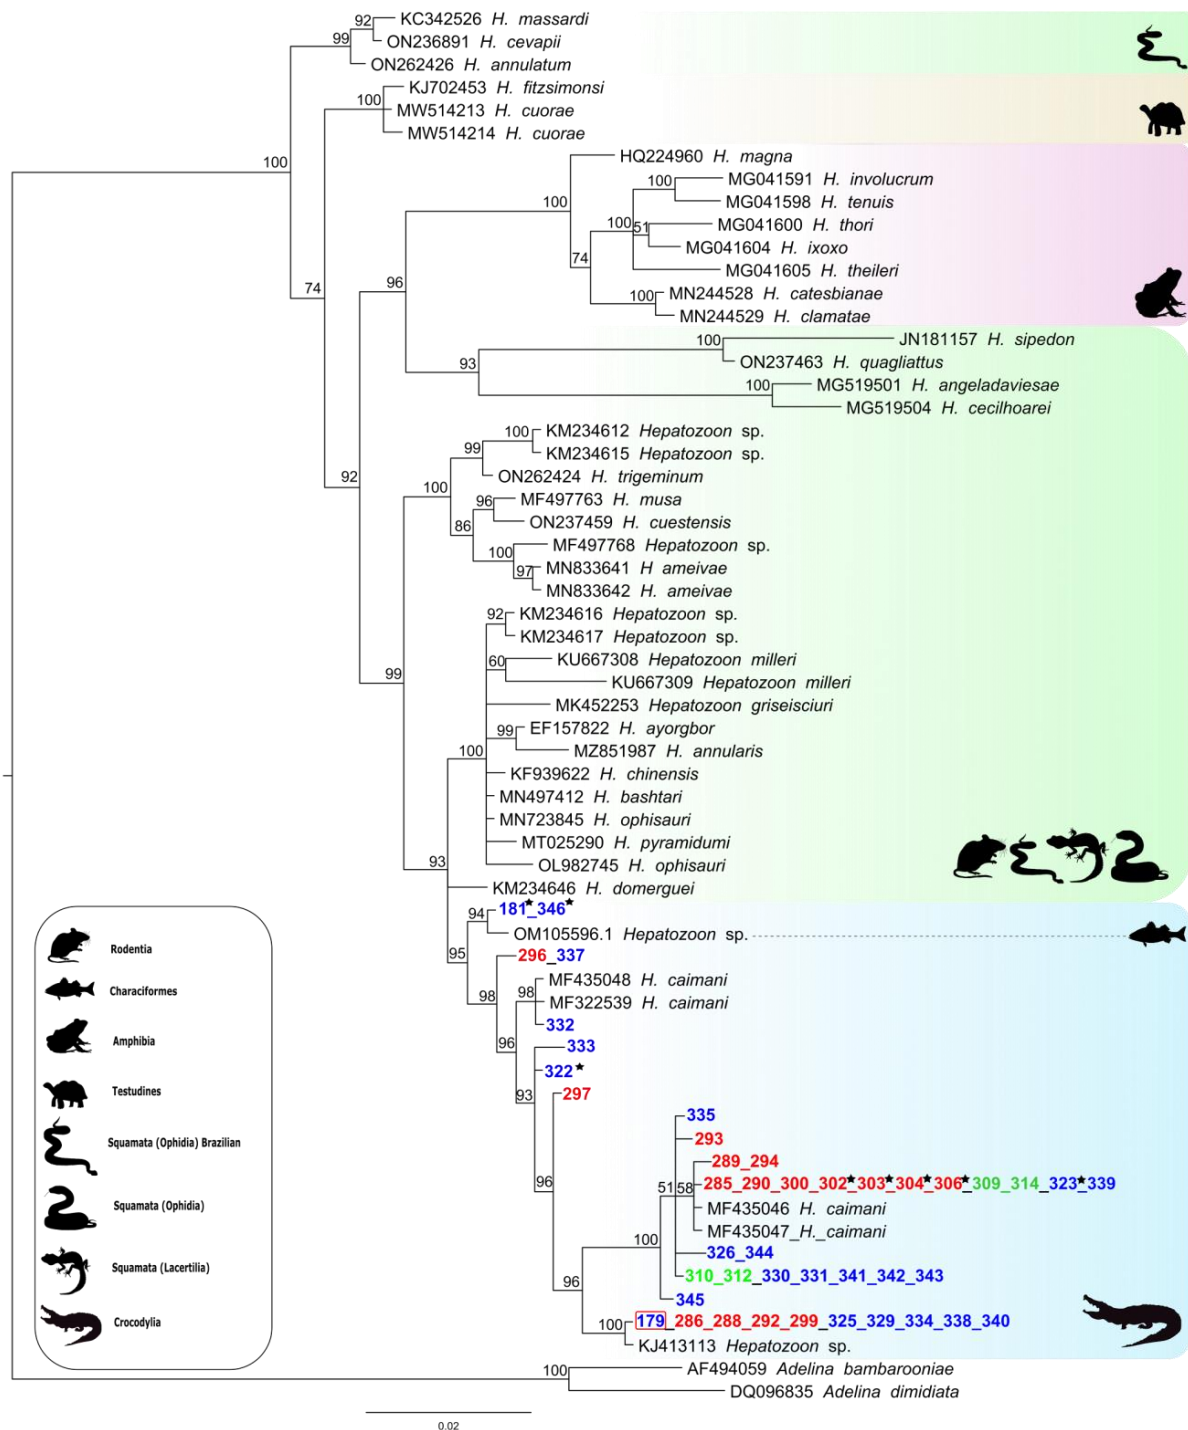 92
KC342526 H. massardi
99
ON236891 H. cevapii
ON262426 H. annulatum
KJ702453 H. fitzsimonsi
100
MW514213 H. cuorae
MW514214 H. cuorae
100
HQ224960 H. magna
100
MG041591 H. involucrum
100
MG041598 H. tenuis
100
51
MG041600 H. thori
MG041604 H. ixoxo
74
MG041605 H. theileri
74
96
100
MN244528 H. catesbianae
MN244529 H. clamatae
100
JN181157 H. sipedon
93
ON237463 H. quagliattus
100
MG519501 H. angeladaviesae
MG519504 H. cecilhoarei
100
KM234612 Hepatozoon sp.
99
KM234615 Hepatozoon sp.
92
ON262424 H. trigeminum
100
96
MF497763 H. musa
86
ON237459 H. cuestensis
100
MF497768 Hepatozoon sp.
97
MN833641 H ameivae
MN833642 H ameivae
92
KM234616 Hepatozoon sp.
KM234617 Hepatozoon sp.
60
KU667308 Hepatozoon milleri
99
KU667309 Hepatozoon milleri
MK452253 Hepatozoon griseisciuri
99
EF157822 H. ayorgbor
100
MZ851987 H. annularis
KF939622 H. chinensis
MN497412 H. bashtari
MN723845 H. ophisauri
MT025290 H. pyramidumi
93
OL982745 H. ophisauri
KM234646 H. domerguei
94
181★_346★
OM105596.1 Hepatozoon sp.
95
296_337
98
98
MF435048 H. caimani
MF322539 H. caimani
332
96
333
322★
93
297
335
293
289_294
96
51
58
285_290_300_302★_303★_304★_306★_309_314_323★_339
MF435046 H. caimani
MF435047_H._caimani
100
326_344
96
310_312_330_331_341_342_343
345
100
179_286_288_292_299_325_329_334_338_340
KJ413113 Hepatozoon sp.
100
AF494059 Adelina bambarooniae
DQ096835 Adelina dimidiata
0.02
Rodentia
Characiformes
Amphibia
Testudines
Squamata (Ophidia) Brazilian
Squamata (Ophidia)
Squamata (Lacertilia)
Crocodylia